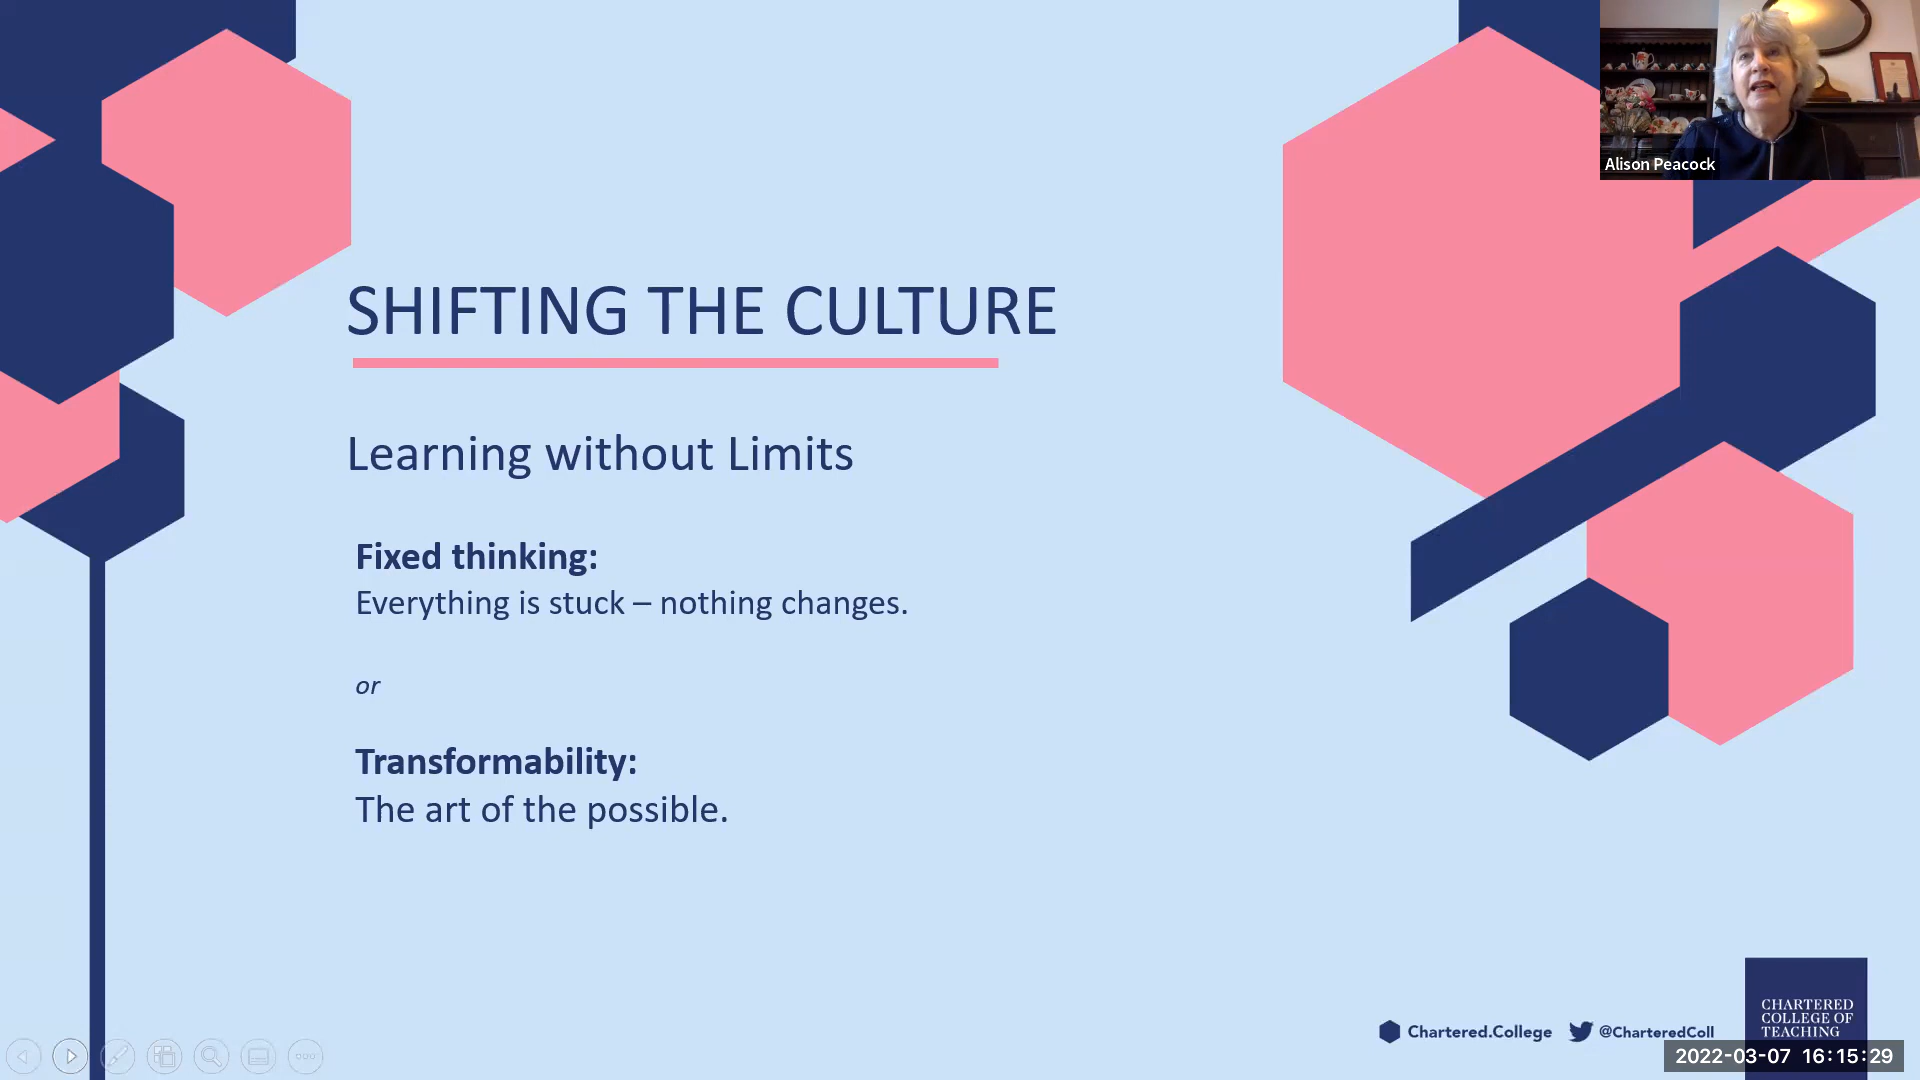 Alison Peacock
SHIFTING THE CULTURE
Learning without Limits
Fixed thinking:
Everything is stuck – nothing changes.
or
Transformability:
The art of the possible.
Chartered.College
@CharteredColl
CHARTERED
COLLEGE OF
TEACHING
2022-03-07 16:15:29